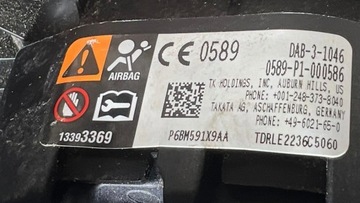 CE 0589
DAB-3-1046
0589-P1-000586
AIRBAG
TK HOLDINGS, INC, AUBURN HILLS, US
PHONE: +001-248-373-8040
TAKATA AG, ASCHAFFENBURG, GERMANY
PHONE: +49-6021-65-0
13393369
P6BM591X9AA
TDRLE2236C5060